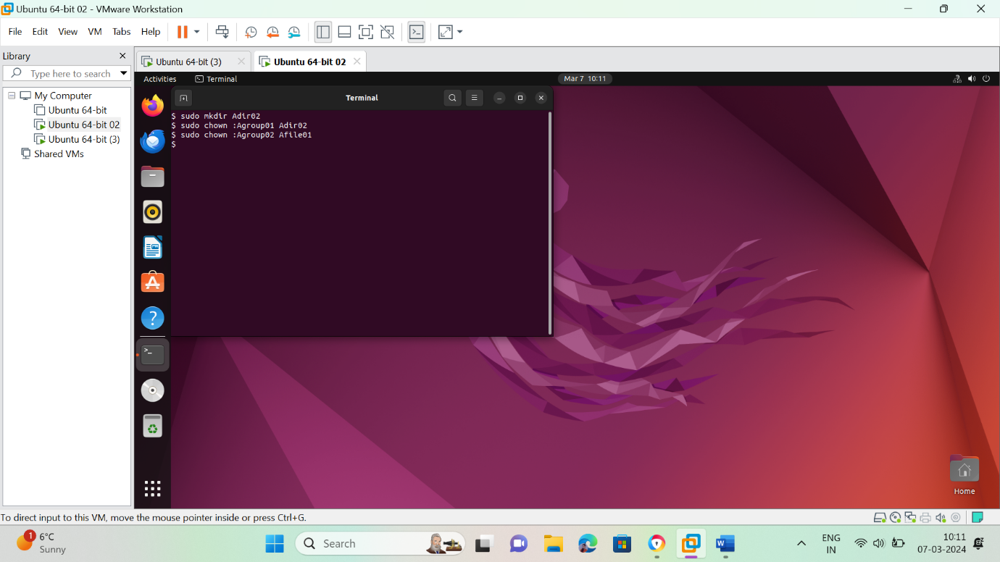 Ubuntu 64-bit 02 - VMware Workstation
File Edit View VM Tabs Help
Library
Type here to search
My Computer
Ubuntu 64-bit
Ubuntu 64-bit 02
Ubuntu 64-bit (3)
Shared VMs
Ubuntu 64-bit (3)
Ubuntu 64-bit 02
Activities
Terminal
Mar 7 10:11
Terminal
$ sudo mkdir Adir02
$ sudo chown :Agroup01 Adir02
$ sudo chown :Agroup02 Afile01
$
Home
To direct input to this VM, move the mouse pointer inside or press Ctrl+G.
1
6°C
Sunny
Search
ENG
IN
10:11
07-03-2024